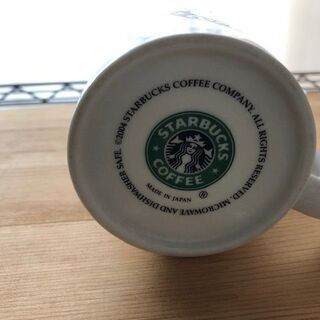 ©2004 STARBUCKS COFFEE COMPANY. ALL RIGHTS RESERVED. MICROWAVE AND DISHWASHER SAFE.
STARBUCKS
COFFEE
MADE IN JAPAN
®